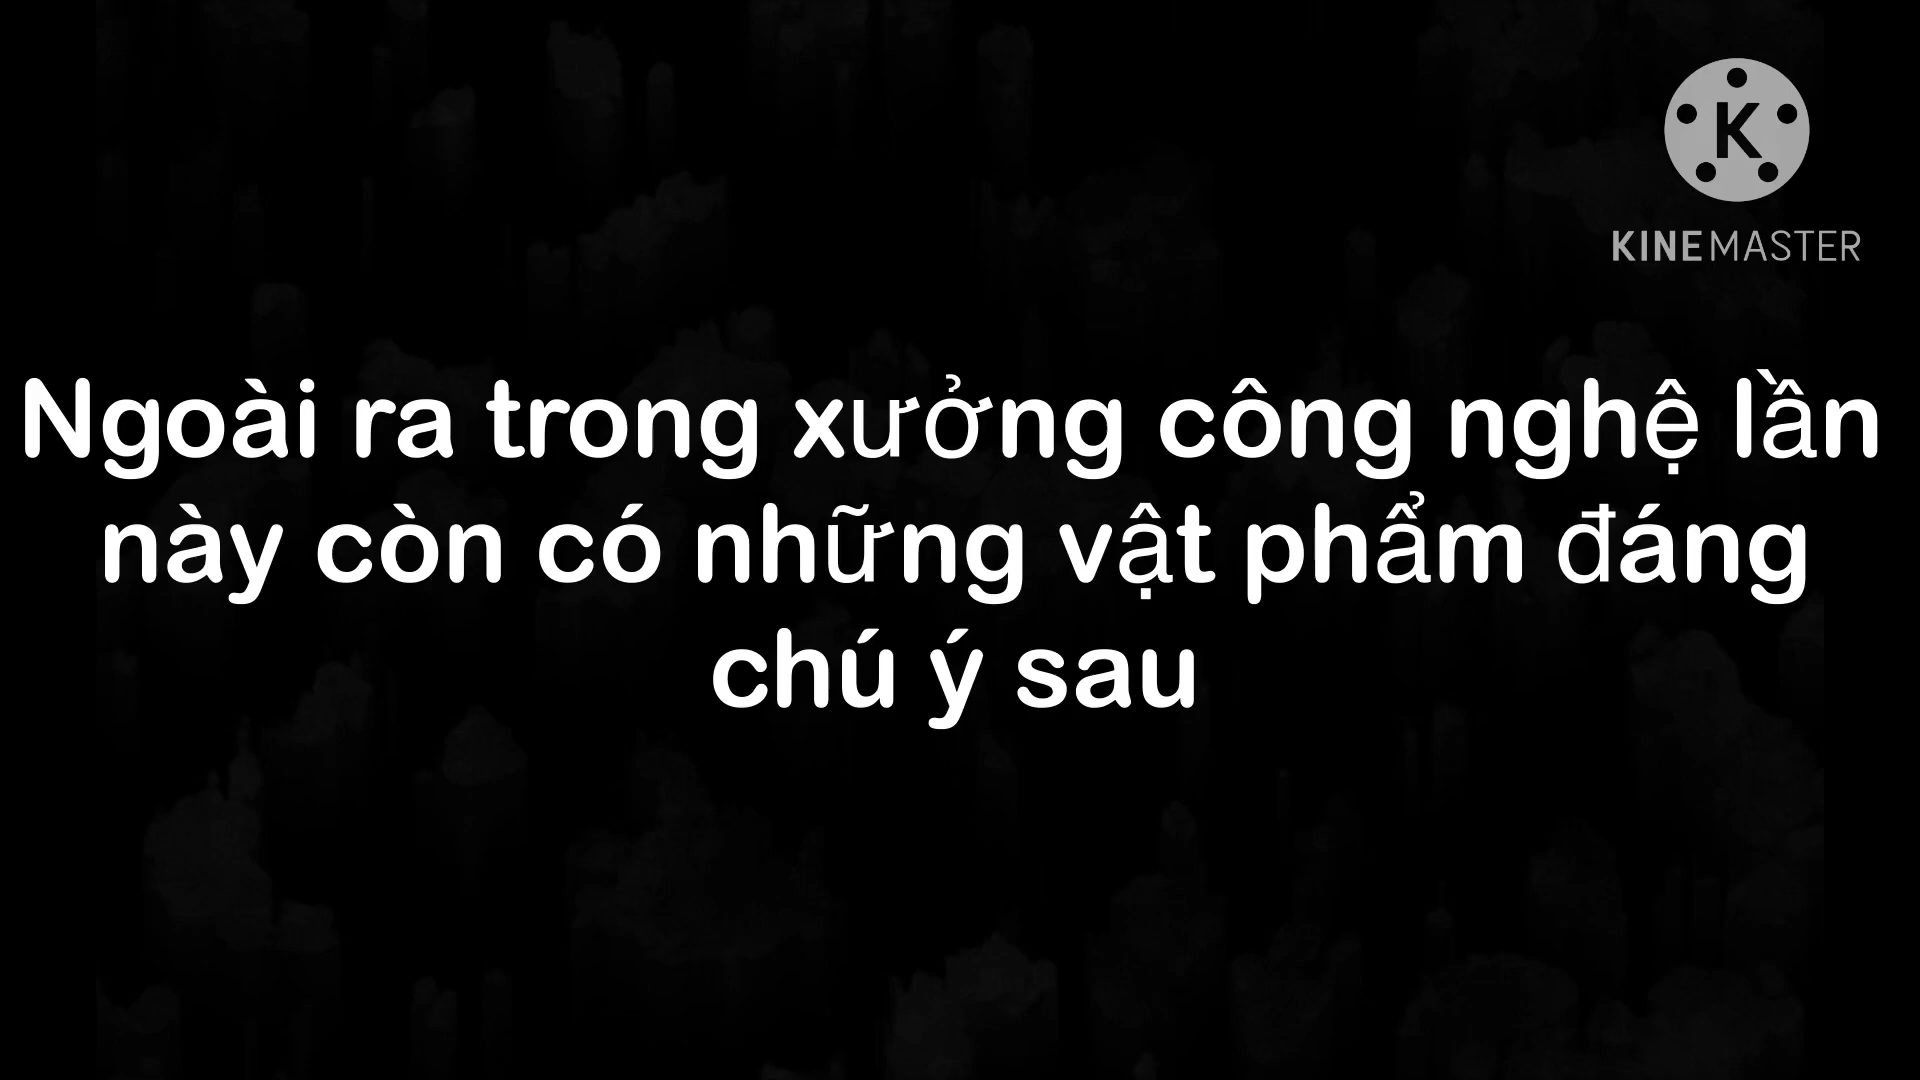 K
KINEMASTER
Ngoài ra trong xưởng công nghệ lần
này còn có những vật phẩm đáng
chú ý sau